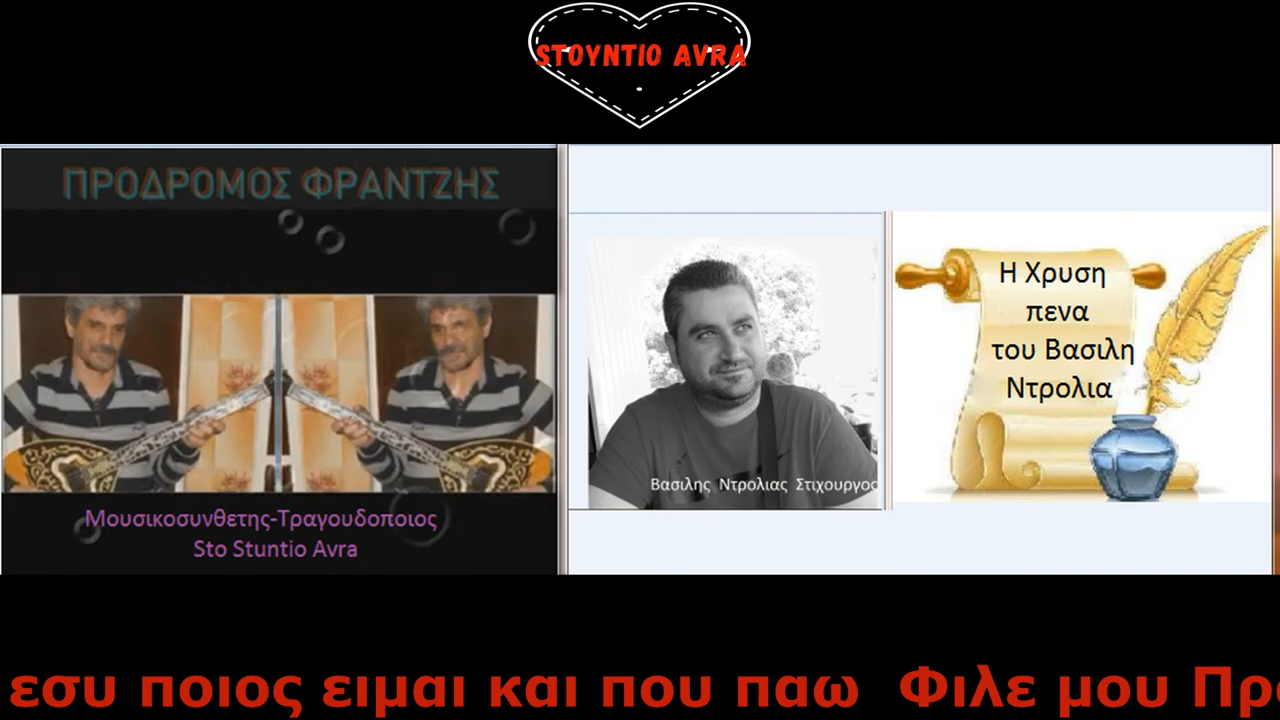 STOYNTIO AVRA
ΠΡΟΔΡΟΜΟΣ ΦΡΑΝΤΖΗΣ
Μουσικοσυνθετης-Τραγουδοποιος
Sto Stuntio Avra
Βασιλης Ντρολιας Στιχουργος
Η Χρυση
πενα
του Βασιλη
Ντρολια
εσυ ποιος ειμαι και που παω Φιλε μου